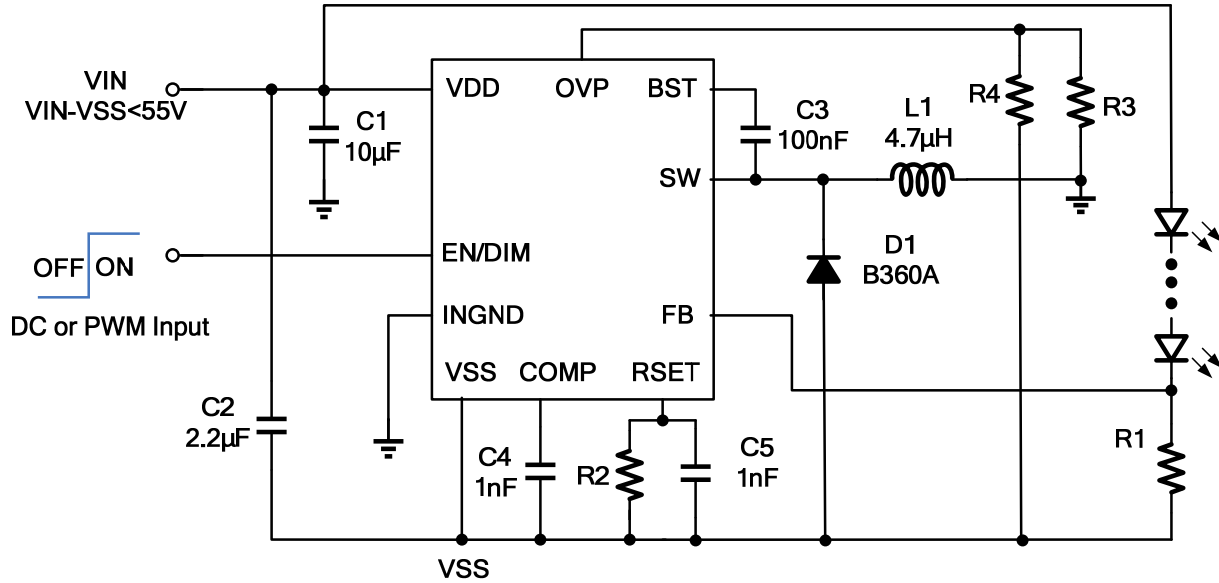 VIN
VIN-VSS<55V
VDD
OVP
BST
C1
10µF
C3
100nF
L1
4.7µH
R4
R3
SW
OFF
ON
DC or PWM Input
EN/DIM
D1
B360A
INGND
FB
VSS
COMP
RSET
C2
2.2µF
C4
1nF
R2
C5
1nF
R1
VSS